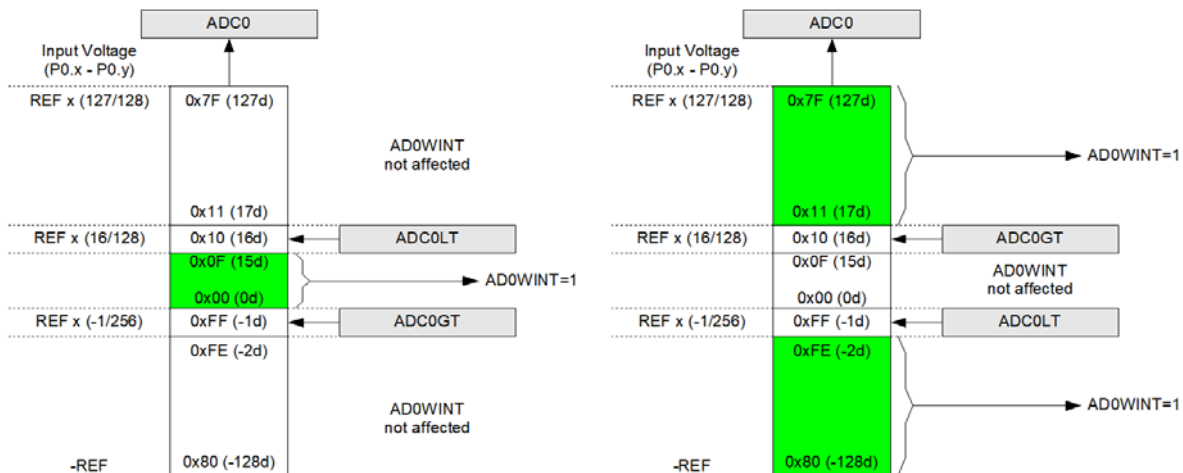 ADC0
Input Voltage
(P0.x - P0.y)
REF x (127/128)
0x7F (127d)
AD0WINT
not affected
0x11 (17d)
REF x (16/128)
0x10 (16d)
ADC0LT
0x0F (15d)
AD0WINT=1
0x00 (0d)
REF x (-1/256)
0xFF (-1d)
ADC0GT
0xFE (-2d)
AD0WINT
not affected
-REF
0x80 (-128d)
ADC0
Input Voltage
(P0.x - P0.y)
REF x (127/128)
0x7F (127d)
AD0WINT=1
0x11 (17d)
REF x (16/128)
0x10 (16d)
ADC0GT
0x0F (15d)
AD0WINT
not affected
0x00 (0d)
REF x (-1/256)
0xFF (-1d)
ADC0LT
0xFE (-2d)
AD0WINT=1
-REF
0x80 (-128d)